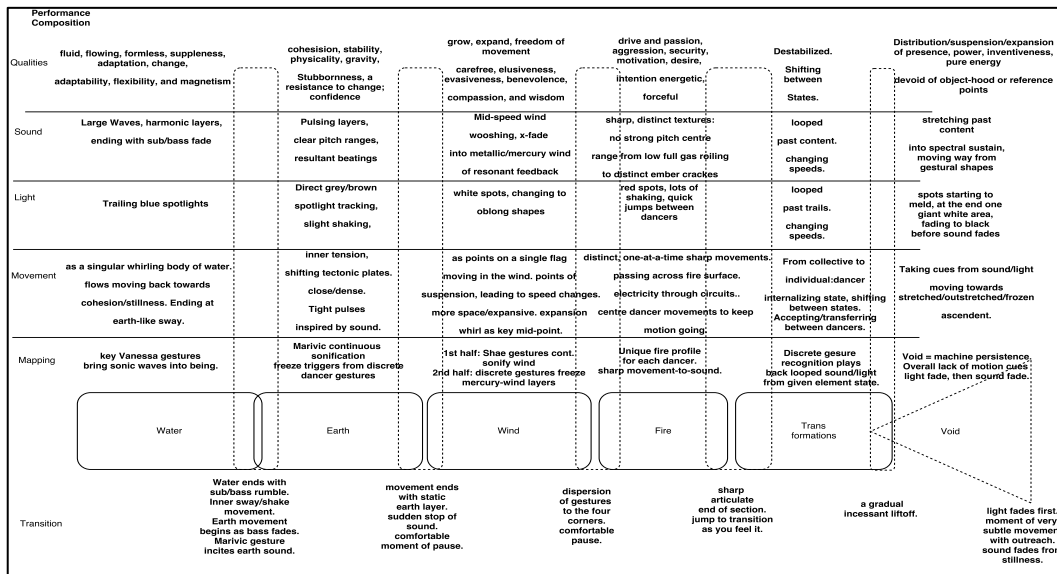 Performance
Composition
Qualities
fluid, flowing, formless, suppleness,
adaptation, change,
adaptability, flexibility, and magnetism
cohesision, stability,
physicality, gravity,
Stubbornness, a
resistance to change;
confidence
grow, expand, freedom of
movement
carefree, elusiveness,
evasiveness, benevolence,
compassion, and wisdom
drive and passion,
aggression, security,
motivation, desire,
intention energetic,
forceful
Destabilized.
Shifting
between
States.
Distribution/suspension/expansion
of presence, power, inventiveness,
pure energy
devoid of object-hood or reference
points
Sound
Large Waves, harmonic layers,
ending with sub/bass fade
Pulsing layers,
clear pitch ranges,
resultant beatings
Mid-speed wind
wooshing, x-fade
into metallic/mercury wind
of resonant feedback
sharp, distinct textures:
no strong pitch centre
range from low full gas roiling
to distinct ember crackes
looped
past content.
changing
speeds.
stretching past
content
into spectral sustain,
moving way from
gestural shapes
Light
Trailing blue spotlights
Direct grey/brown
spotlight tracking,
slight shaking,
white spots, changing to
oblong shapes
red spots, lots of
shaking, quick
jumps between
dancers
looped
past trails.
changing
speeds.
spots starting to
meld, at the end one
giant white area,
fading to black
before sound fades
Movement
as a singular whirling body of water.
flows moving back towards
cohesion/stillness. Ending at
earth-like sway.
inner tension,
shifting tectonic plates.
close/dense.
Tight pulses
inspired by sound.
as points on a single flag
moving in the wind. points of
suspension, leading to speed changes.
more space/expansive. expansion
whirl as key mid-point.
distinct, one-at-a-time sharp movements.
passing across fire surface.
electricity through circuits..
centre dancer movements to keep
motion going.
From collective to
individual:dancer
internalizing state, shifting
between states.
Accepting/transferring
between dancers.
Taking cues from sound/light
moving towards
stretched/outstretched/frozen
ascendent.
Mapping
key Vanessa gestures
bring sonic waves into being.
Marivic continuous
sonification
freeze triggers from discrete
dancer gestures
1st half: Shae gestures cont.
sonify wind
2nd half: discrete gestures freeze
mercury-wind layers
Unique fire profile
for each dancer.
sharp movement-to-sound.
Discrete gesure
recognition plays
back looped sound/light
from given element state.
Void = machine persistence.
Overall lack of motion cues
light fade, then sound fade.
Water
Earth
Wind
Fire
Trans
formations
Void
Transition
Water ends with
sub/bass rumble.
Inner sway/shake
movement.
Earth movement
begins as bass fades.
Marivic gesture
incites earth sound.
movement ends
with static
earth layer.
sudden stop of
sound.
comfortable
moment of pause.
dispersion
of gestures
to the four
corners.
comfortable
pause.
sharp
articulate
end of section.
jump to transition
as you feel it.
a gradual
incessant liftoff.
light fades first.
moment of very
subtle movem
with outreach.
sound fades from
stillness.